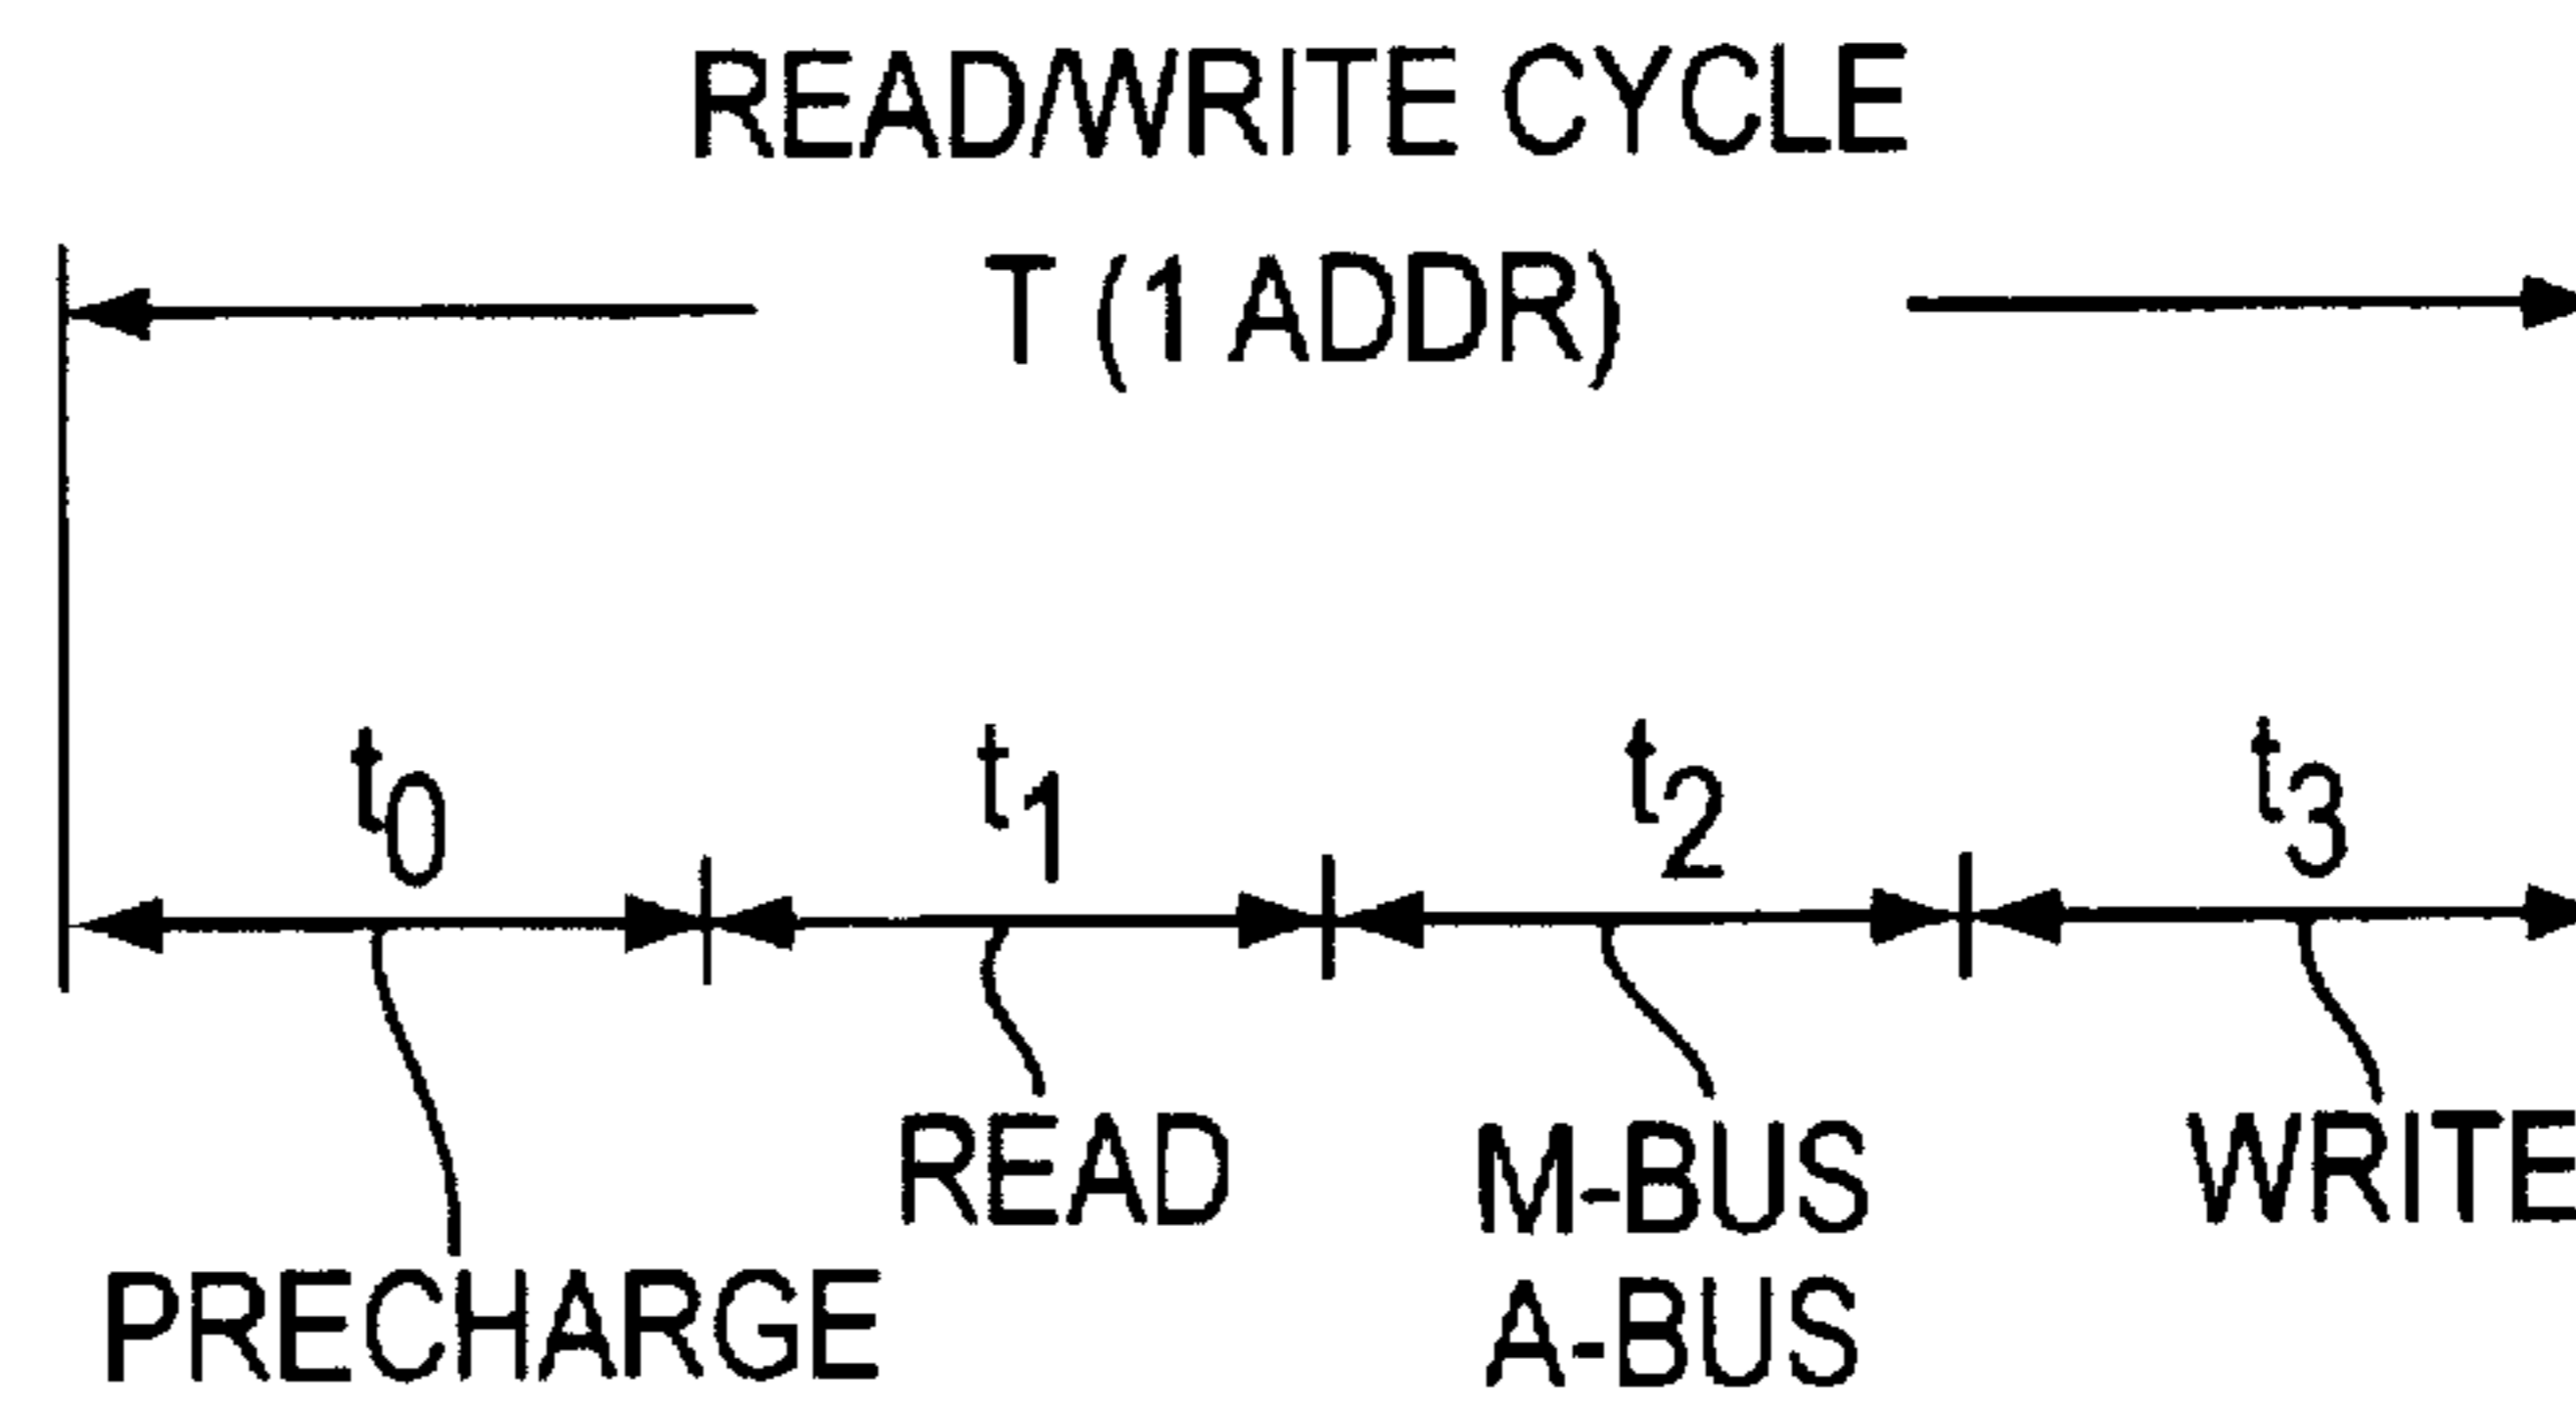 READ/WRITE CYCLE
T (1 ADDR)
t0 t1 t2 t3
READ M-BUS WRITE
PRECHARGE A-BUS